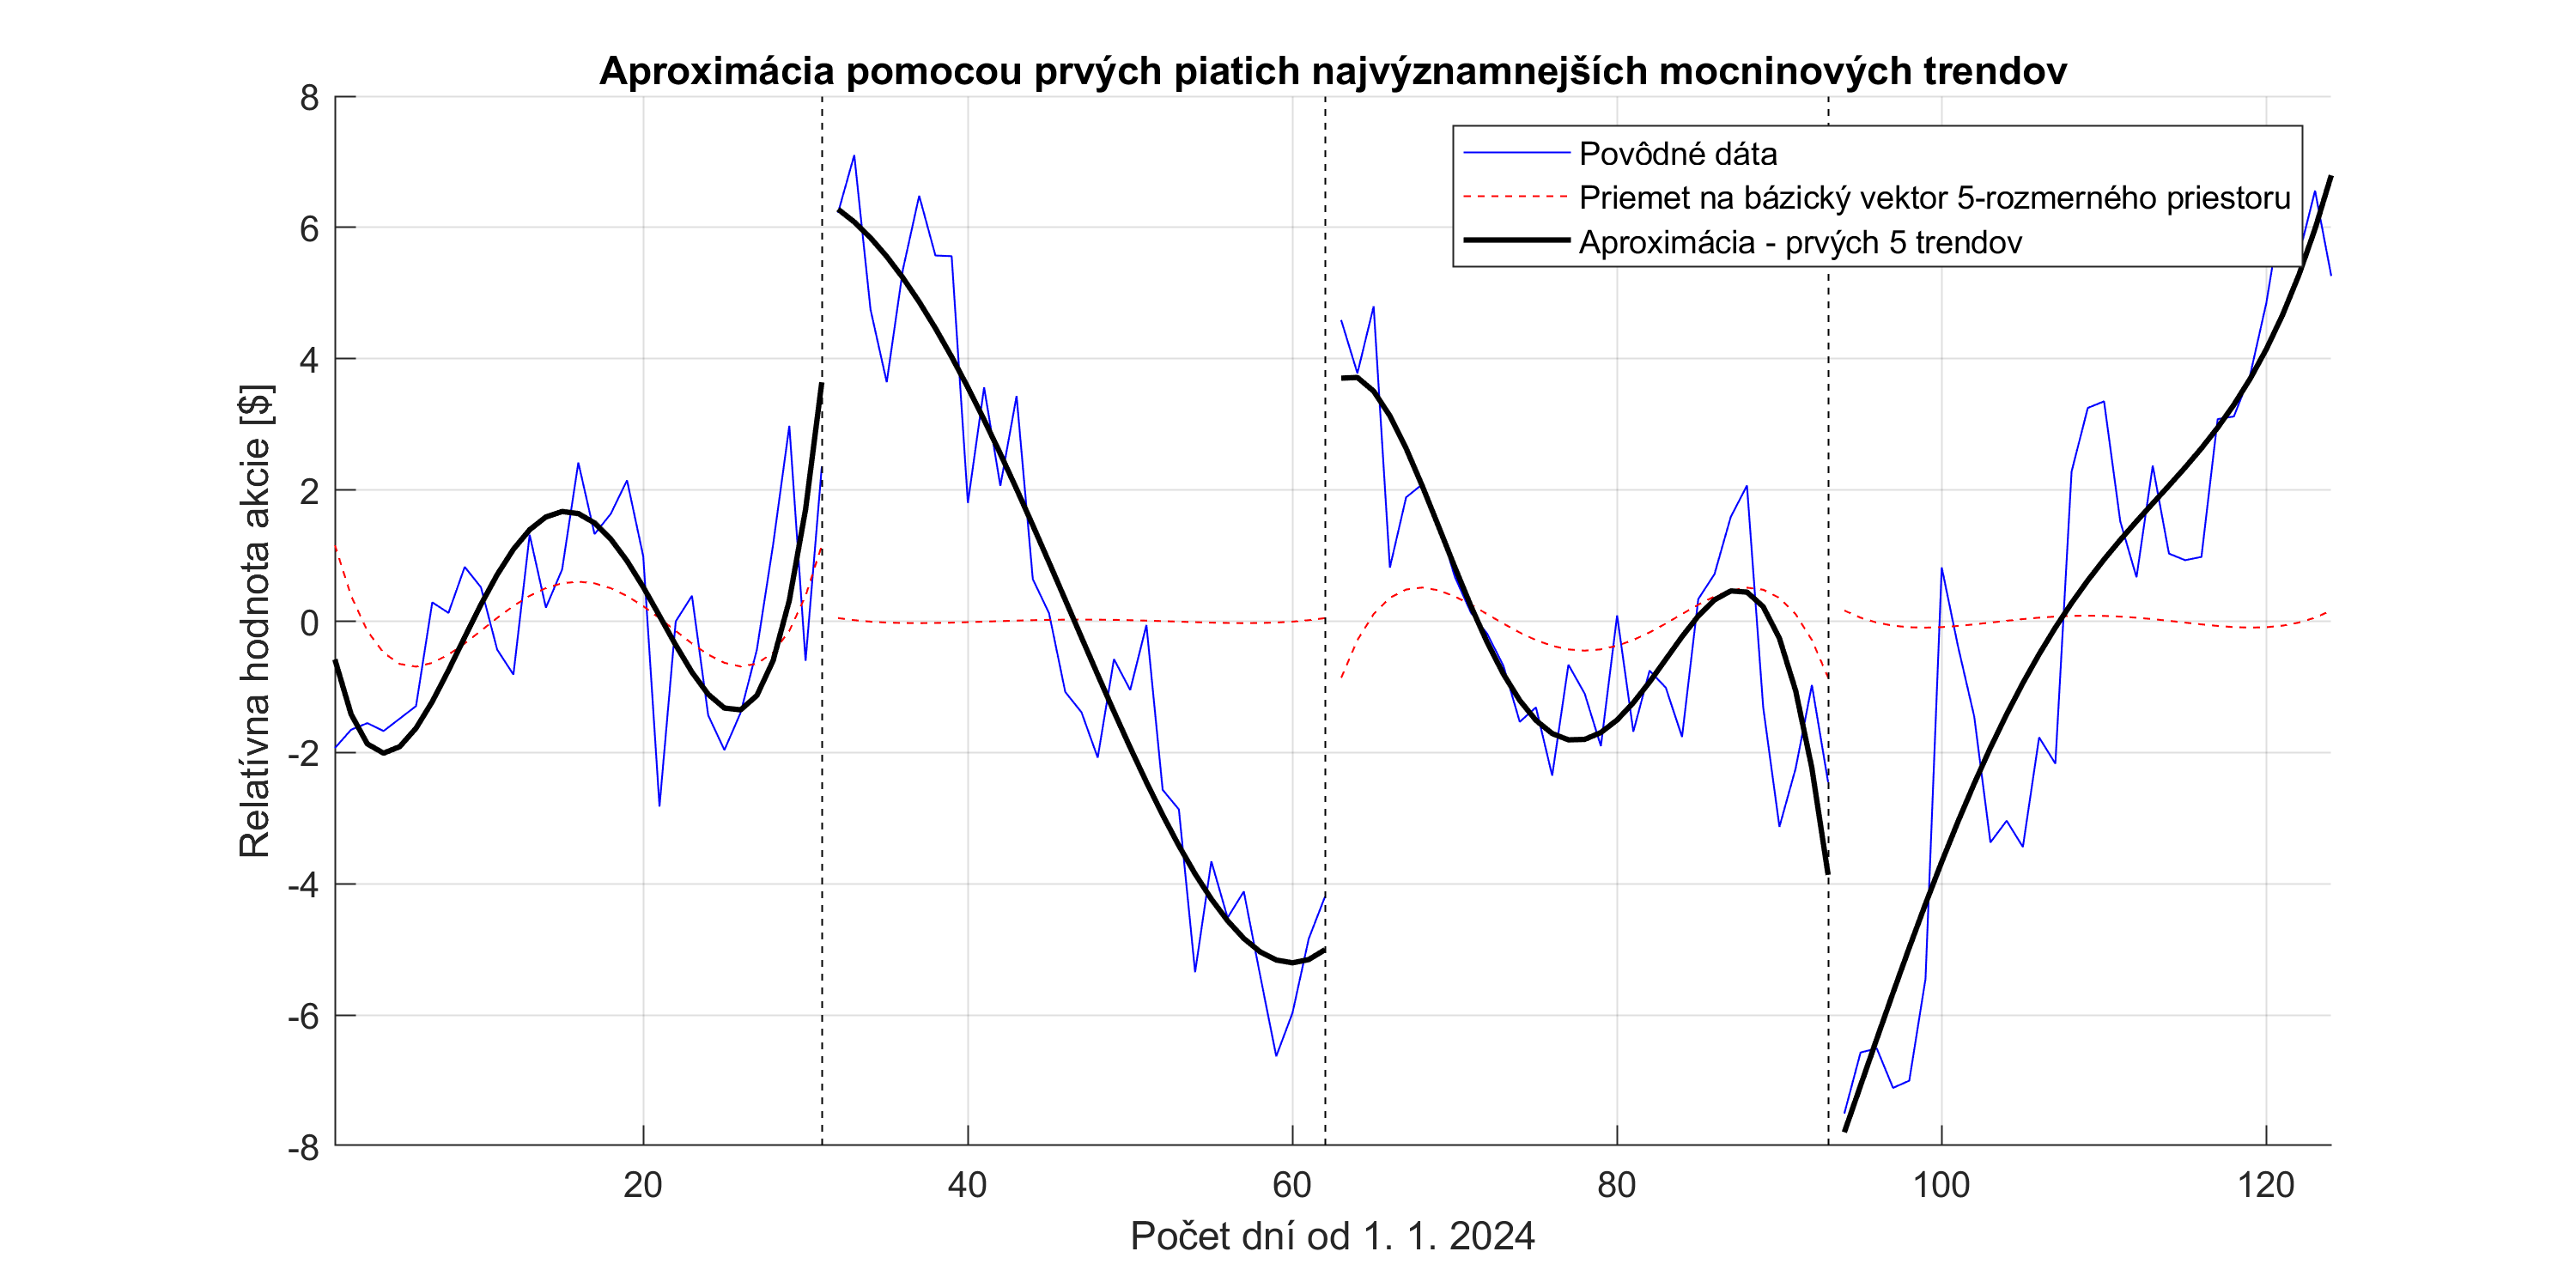 Aproximácia pomocou prvých piatich najvýznamnejších mocninových trendov
Povôdné dáta
Priemet na bázický vektor 5-rozmerného priestoru
Aproximácia - prvých 5 trendov
Relatívna hodnota akcie [$]
8
6
4
2
0
-2
-4
-6
-8
20
40
60
80
100
120
Počet dní od 1. 1. 2024